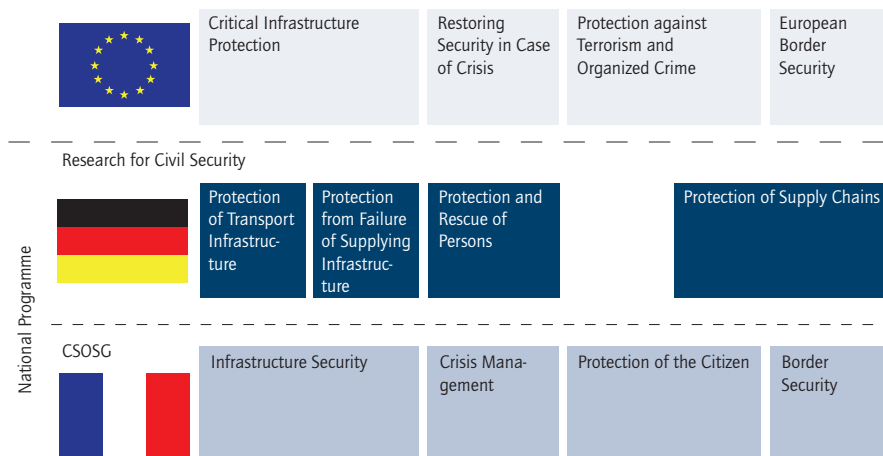 Critical Infrastructure
Protection
Restoring
Security in Case
of Crisis
Protection against
Terrorism and
Organized Crime
European
Border
Security
National Programme
Research for Civil Security
Protection
of Transport
Infrastruc-
ture
Protection
from Failure
of Supplying
Infrastruc-
ture
Protection and
Rescue of
Persons
Protection of Supply Chains
CSOSG
Infrastructure Security
Crisis Mana-
gement
Protection of the Citizen
Border
Security